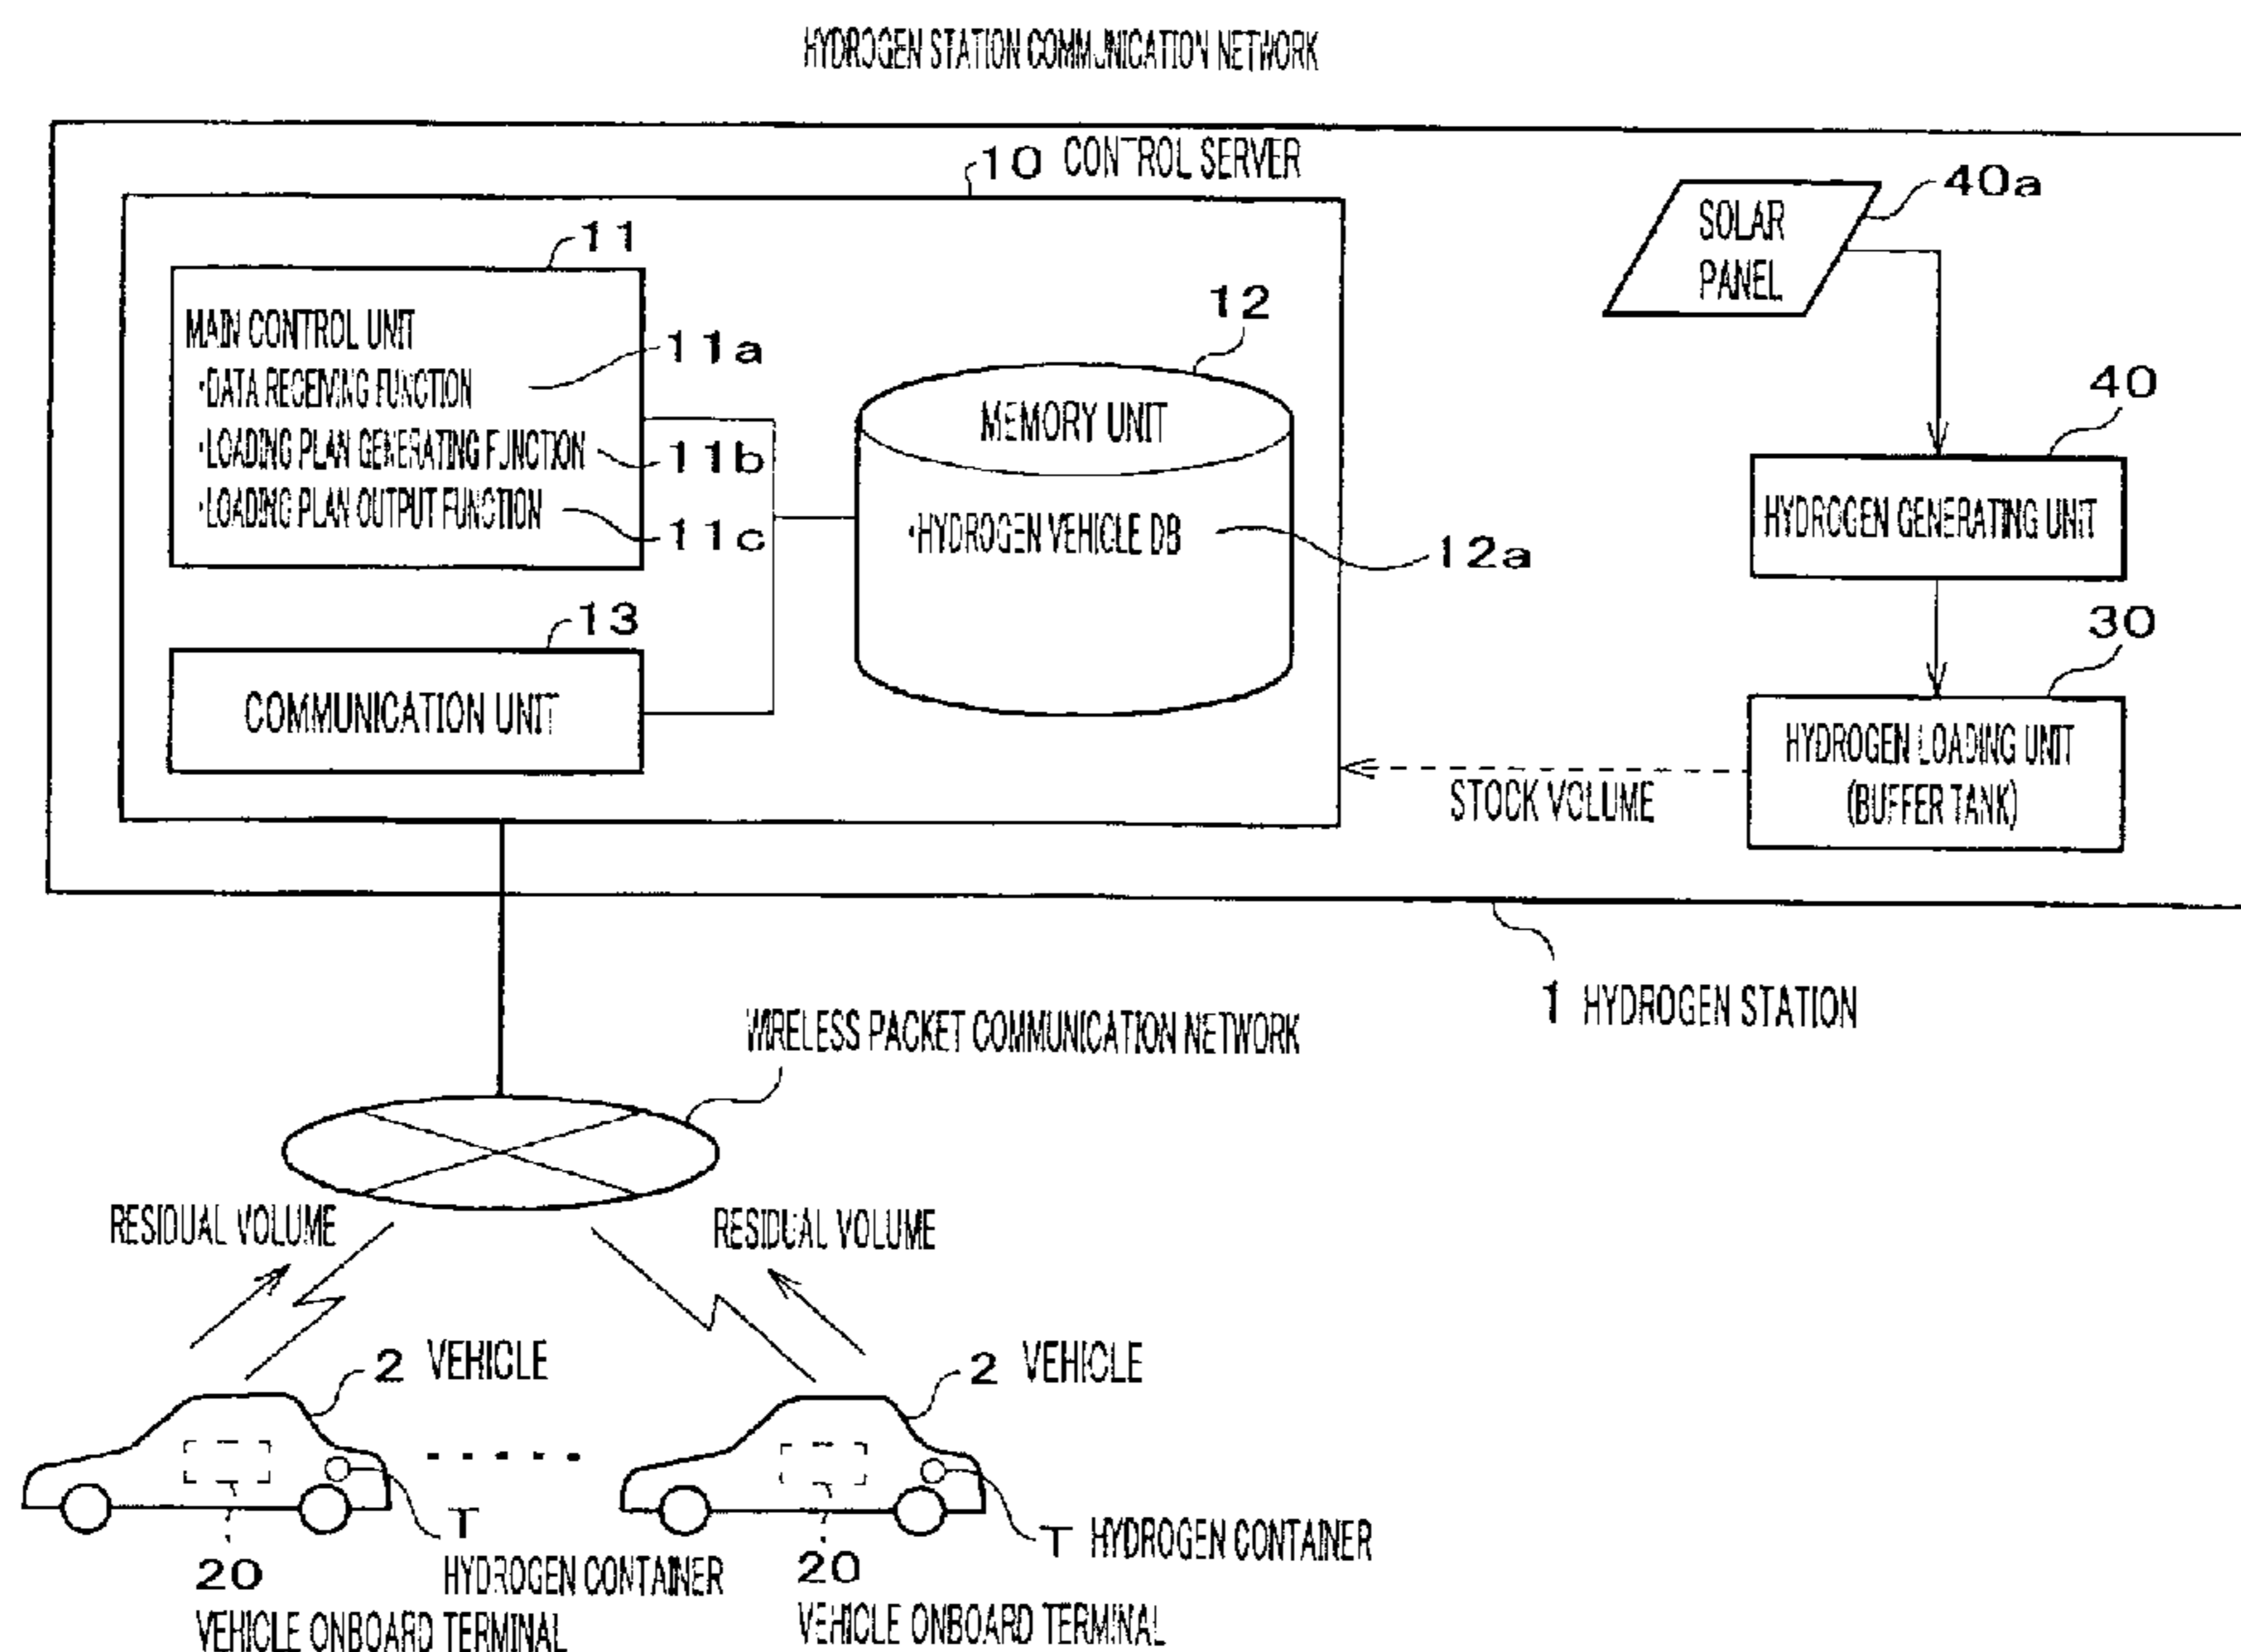 HYDROGEN STATION COMMUNICATION NETWORK
10 CONTROL SERVER
40a
SOLAR
PANEL
11
MAIN CONTROL UNIT
·DATA RECEIVING FUNCTION
11a
·LOADING PLAN GENERATING FUNCTION
11b
·LOADING PLAN OUTPUT FUNCTION
11c
12
MEMORY UNIT
·HYDROGEN VEHICLE DB
12a
40
HYDROGEN GENERATING UNIT
13
COMMUNICATION UNIT
30
HYDROGEN LOADING UNIT
(BUFFER TANK)
STOCK VOLUME
1 HYDROGEN STATION
WIRELESS PACKET COMMUNICATION NETWORK
RESIDUAL VOLUME
RESIDUAL VOLUME
2 VEHICLE
2 VEHICLE
T
HYDROGEN CONTAINER
T HYDROGEN CONTAINER
20
VEHICLE ONBOARD TERMINAL
20
VEHICLE ONBOARD TERMINAL